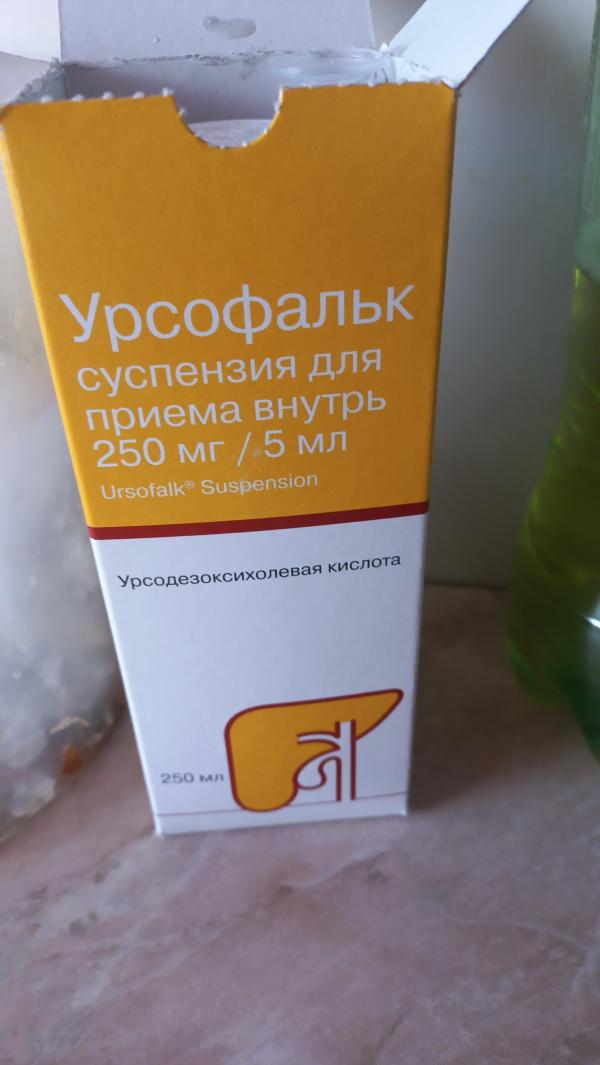 Урсофальк
суспензия для
приема внутрь
250 мг / 5 мл
Ursofalk® Suspension
Урсодезоксихолевая кислота
250 мл